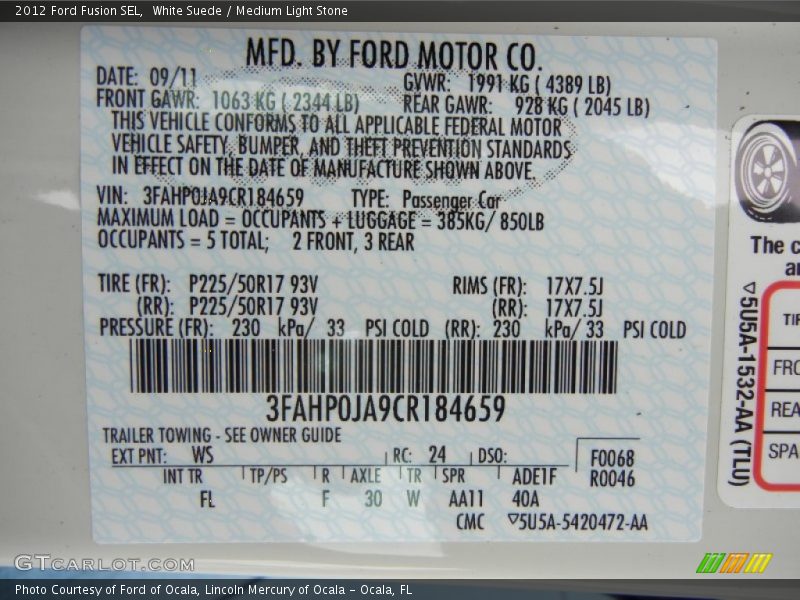 2012 Ford Fusion SEL,  White Suede / Medium Light Stone
MFD. BY FORD MOTOR CO.
DATE: 09/11
GVWR: 1991 KG ( 4389 LB)
FRONT GAWR: 1063 KG ( 2344 LB)
REAR GAWR: 928 KG ( 2045 LB)
THIS VEHICLE CONFORMS TO ALL APPLICABLE FEDERAL MOTOR
VEHICLE SAFETY, BUMPER, AND THEFT PREVENTION STANDARDS
IN EFFECT ON THE DATE OF MANUFACTURE SHOWN ABOVE.
VIN: 3FAHP0JA9CR184659 TYPE: Passenger Car
MAXIMUM LOAD = OCCUPANTS + LUGGAGE = 385KG/ 850LB
OCCUPANTS = 5 TOTAL; 2 FRONT, 3 REAR
TIRE (FR): P225/50R17 93V RIMS (FR): 17X7.5J
(RR): P225/50R17 93V (RR): 17X7.5J
PRESSURE (FR): 230 kPa/ 33 PSI COLD (RR): 230 kPa/ 33 PSI COLD
3FAHP0JA9CR184659
TRAILER TOWING - SEE OWNER GUIDE
EXT PNT: WS RC: 24 DSO: F0068
INT TR TP/PS R AXLE TR SPR ADE1F R0046
FL F 30 W AA11 40A
CMC ▽5U5A-5420472-AA
The c
an
▽5U5A-1532-AA (TLU)
TIR
FRO
REA
SPA
GTCarLot.com
Photo Courtesy of Ford of Ocala, Lincoln Mercury of Ocala – Ocala, FL